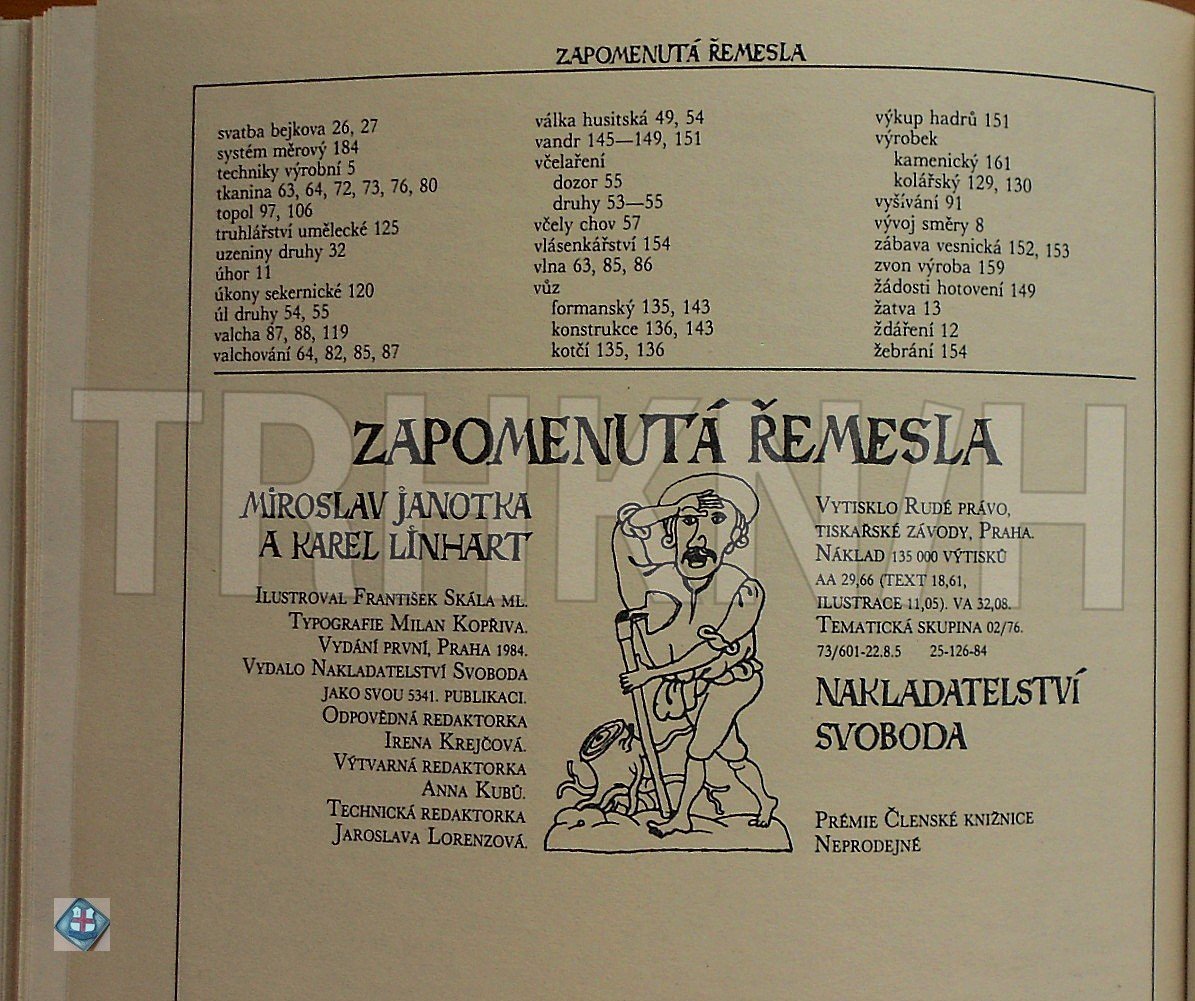 ZAPOMENUTÁ ŘEMESLA
svatba bejkova 26, 27
systém měrový 184
techniky výrobní 5
tkanina 63, 64, 72, 73, 76, 80
topol 97, 106
truhlářství umělecké 125
uzeniny druhy 32
úhor 11
úkony sekernické 120
úl druhy 54, 55
valcha 87, 88, 119
valchování 64, 82, 85, 87
válka husitská 49, 54
vandr 145—149, 151
včelaření
dozor 55
druhy 53—55
včely chov 57
vlásenkářství 154
vlna 63, 85, 86
vůz
formanský 135, 143
konstrukce 136, 143
kotčí 135, 136
výkup hadrů 151
výrobek
kamenický 161
kolářský 129, 130
vyšívání 91
vývoj směry 8
zábava vesnická 152, 153
zvon výroba 159
žádosti hotovení 149
žatva 13
ždáření 12
žebrání 154
ZAPOMENUTÁ ŘEMESLA
MIROSLAV JANOTKA
A KAREL LINHART
ILUSTROVAL FRANTIŠEK SKÁLA ML.
TYPOGRAFIE MILAN KOPŘIVA.
VYDÁNÍ PRVNÍ, PRAHA 1984.
VYDALO NAKLADATELSTVÍ SVOBODA
JAKO SVOU 5341. PUBLIKACI.
ODPOVĚDNÁ REDAKTORKA
IRENA KREJČOVÁ.
VÝTVARNÁ REDAKTORKA
ANNA KUBŮ.
TECHNICKÁ REDAKTORKA
JAROSLAVA LORENZOVÁ.
VYTISKLO RUDÉ PRÁVO,
TISKAŘSKÉ ZÁVODY, PRAHA.
NÁKLAD 135 000 VÝTISKŮ
AA 29,66 (TEXT 18,61,
ILUSTRACE 11,05). VA 32,08.
TEMATICKÁ SKUPINA 02/76.
73/601-22.8.5 25-126-84
NAKLADATELSTVÍ
SVOBODA
PRÉMIE ČLENSKÉ KNIŽNICE
NEPRODEJNÉ
TRHKNIH